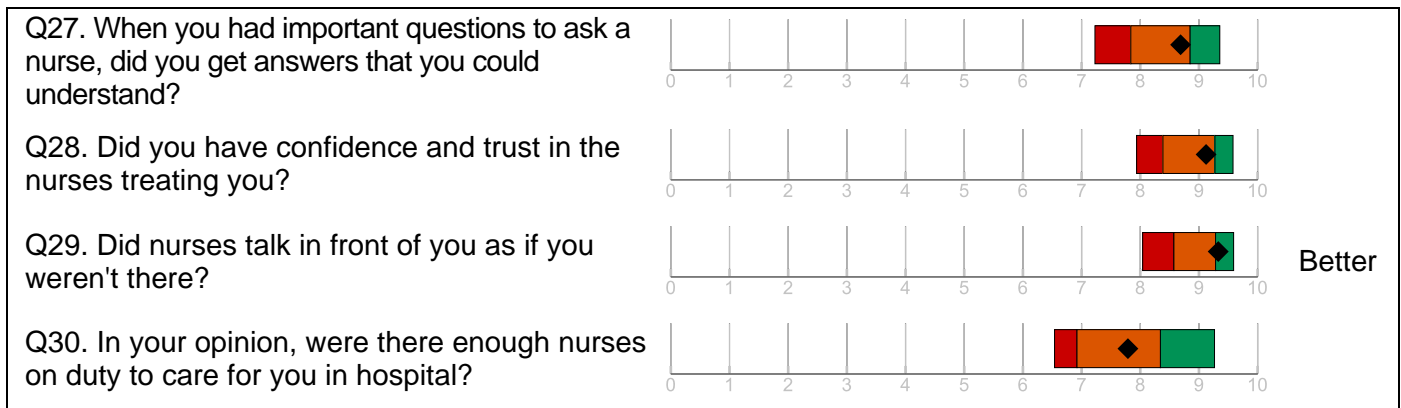 Q27. When you had important questions to ask a
nurse, did you get answers that you could
understand?
0 1 2 3 4 5 6 7 8 9 10
Q28. Did you have confidence and trust in the
nurses treating you?
0 1 2 3 4 5 6 7 8 9 10
Q29. Did nurses talk in front of you as if you
weren't there?
Better
0 1 2 3 4 5 6 7 8 9 10
Q30. In your opinion, were there enough nurses
on duty to care for you in hospital?
0 1 2 3 4 5 6 7 8 9 10